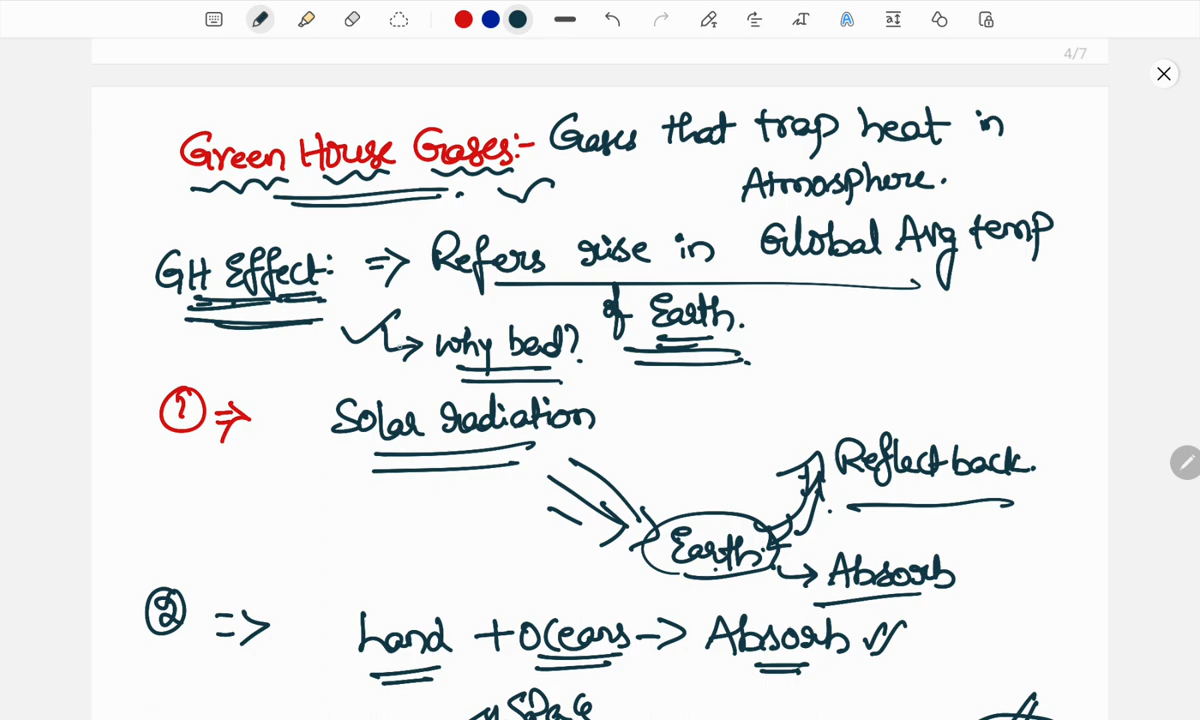 4/7
Green House Gases:- Gases that trap heat in
Atmosphere.
GH Effect: => Refers rise in Global Avg temp
of Earth.
why bad?
1 => Solar radiation
Reflect back.
Earth
Absorb
2 => Land + Oceans -> Absorb
Space